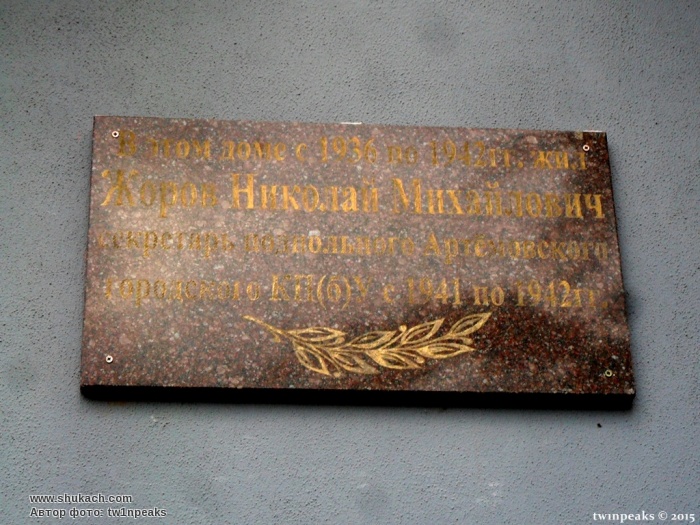 В этом доме с 1936 по 1942гг. жил
Жоров Николай Михайлович
секретарь подпольного Артёмовского
городского КП(б)У с 1941 по 1942гг.
www.shukach.com
Автор фото: tw1npeaks
tw1npeaks © 2015